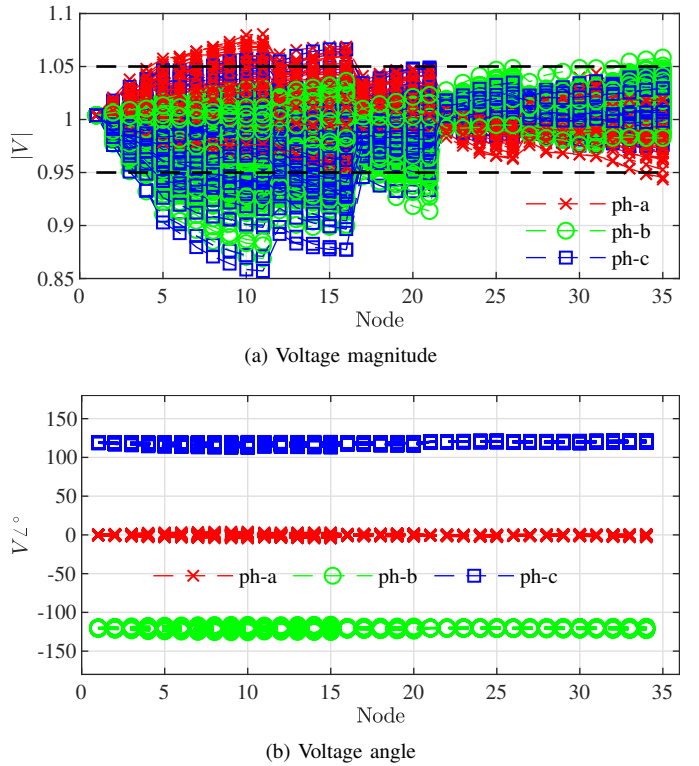 1.1
1.05
1
0.95
0.9
0.85
|V|
ph-a
ph-b
ph-c
0 5 10 15 20 25 30 35
Node
(a) Voltage magnitude
150
100
50
0
-50
-100
-150
V∠°
ph-a ph-b ph-c
0 5 10 15 20 25 30 35
Node
(b) Voltage angle